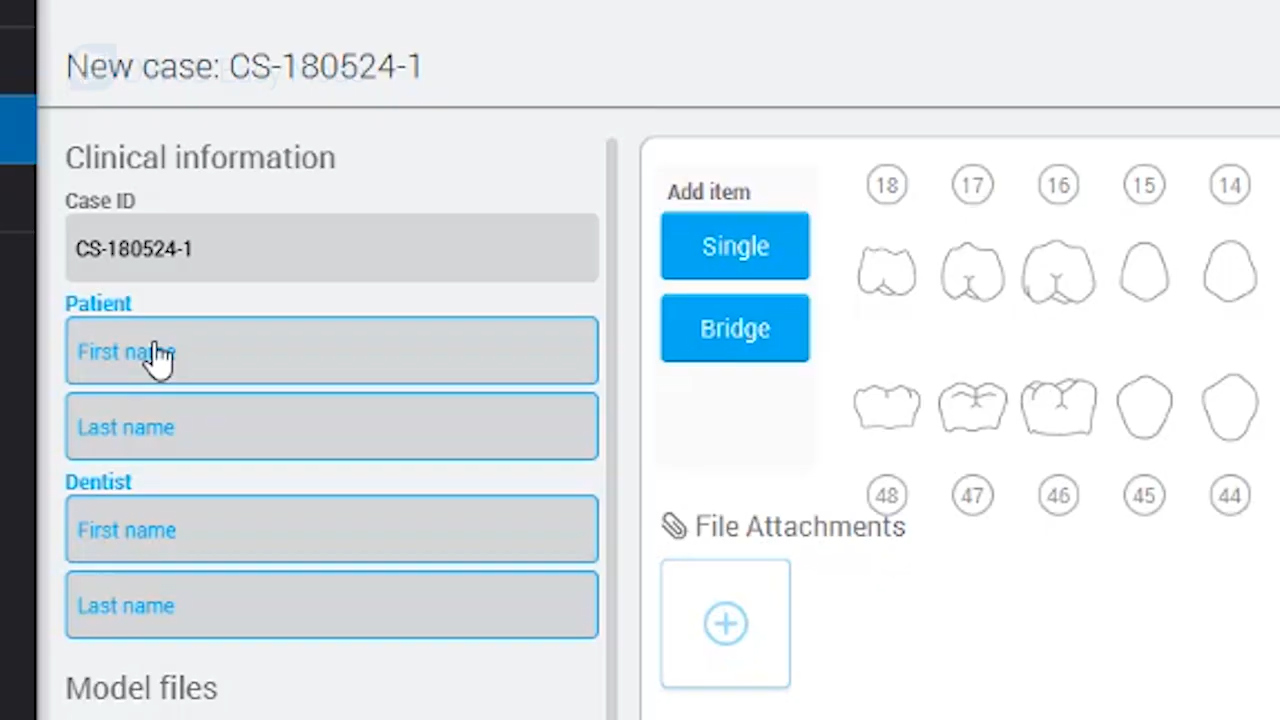 New case: CS-180524-1
Clinical information
Case ID
CS-180524-1
Patient
First name
Last name
Dentist
First name
Last name
Model files
Add item
Single
Bridge
18 17 16 15 14
48 47 46 45 44
File Attachments